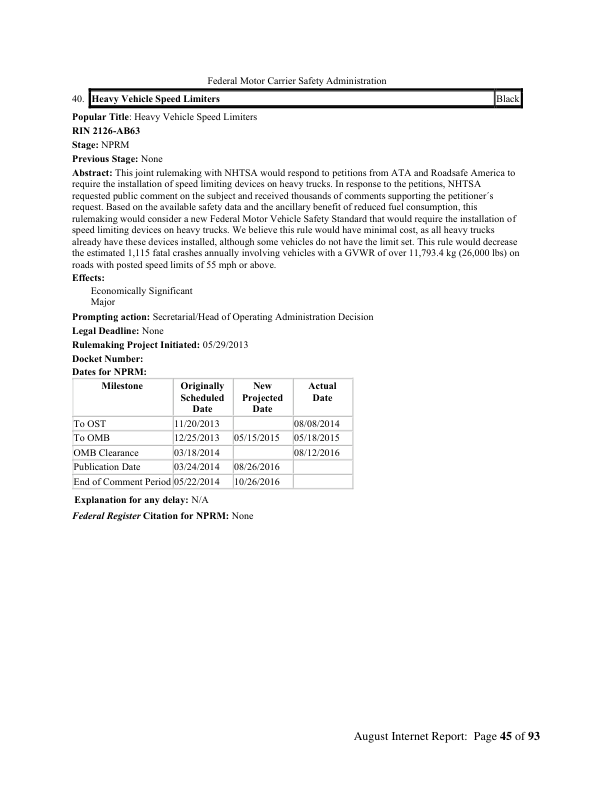 Federal Motor Carrier Safety Administration
40. Heavy Vehicle Speed Limiters Black
Popular Title: Heavy Vehicle Speed Limiters
RIN 2126-AB63
Stage: NPRM
Previous Stage: None
Abstract: This joint rulemaking with NHTSA would respond to petitions from ATA and Roadsafe America to
require the installation of speed limiting devices on heavy trucks. In response to the petitions, NHTSA
requested public comment on the subject and received thousands of comments supporting the petitioner´s
request. Based on the available safety data and the ancillary benefit of reduced fuel consumption, this
rulemaking would consider a new Federal Motor Vehicle Safety Standard that would require the installation of
speed limiting devices on heavy trucks. We believe this rule would have minimal cost, as all heavy trucks
already have these devices installed, although some vehicles do not have the limit set. This rule would decrease
the estimated 1,115 fatal crashes annually involving vehicles with a GVWR of over 11,793.4 kg (26,000 lbs) on
roads with posted speed limits of 55 mph or above.
Effects:
Economically Significant
Major
Prompting action: Secretarial/Head of Operating Administration Decision
Legal Deadline: None
Rulemaking Project Initiated: 05/29/2013
Docket Number:
Dates for NPRM:
Milestone Originally Scheduled Date New Projected Date Actual Date
To OST 11/20/2013 08/08/2014
To OMB 12/25/2013 05/15/2015 05/18/2015
OMB Clearance 03/18/2014 08/12/2016
Publication Date 03/24/2014 08/26/2016
End of Comment Period 05/22/2014 10/26/2016
Explanation for any delay: N/A
Federal Register Citation for NPRM: None
August Internet Report: Page 45 of 93